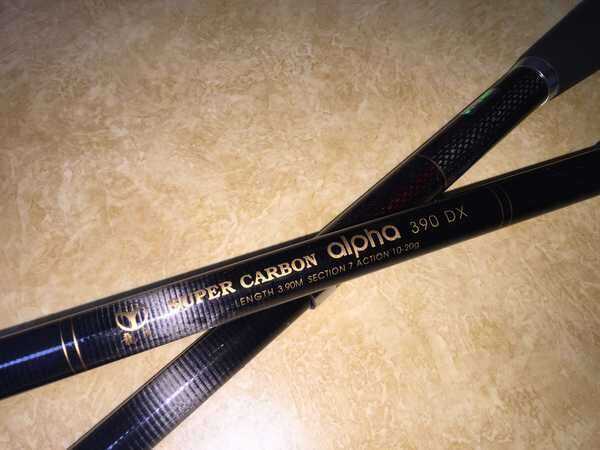 SUPER CARBON alpha 390 DX
LENGTH 3.90M SECTION 7 ACTION 10-20g